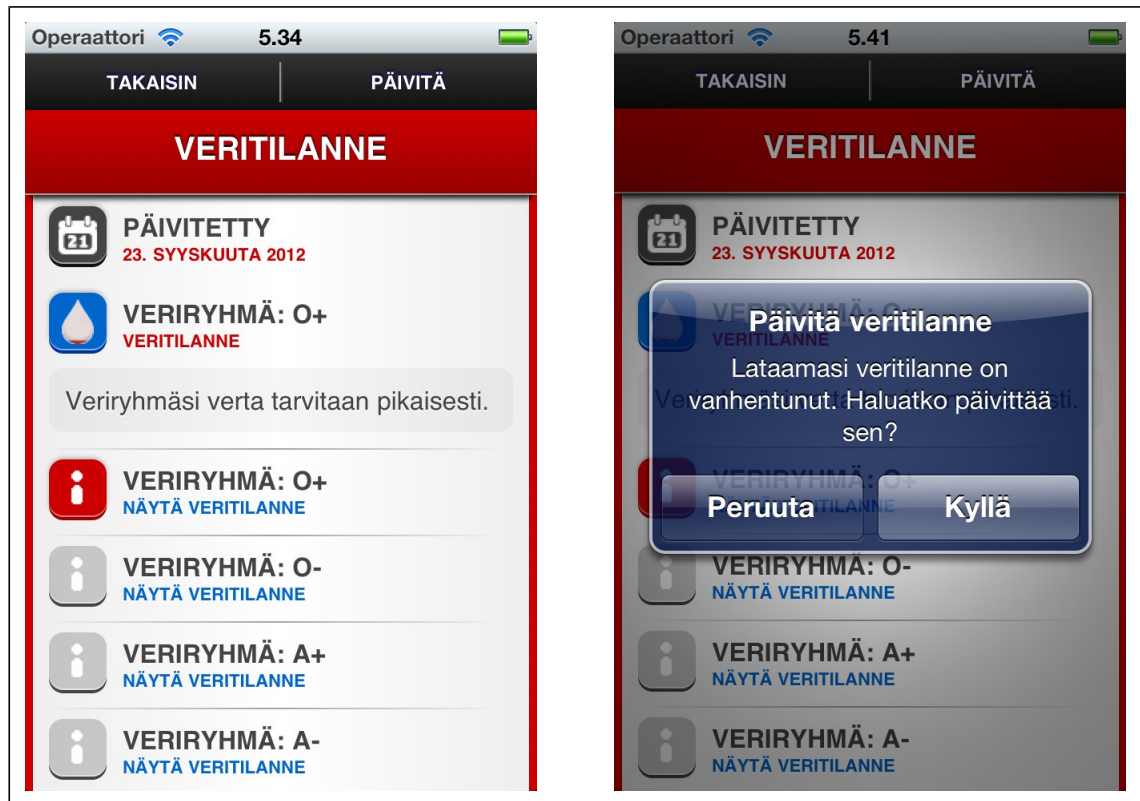 Operaattori 5.34
TAKAISIN PÄIVITÄ
VERITILANNE
21
PÄIVITETTY
23. SYYSKUUTA 2012
VERIRYHMÄ: O+
VERITILANNE
Veriryhmäsi verta tarvitaan pikaisesti.
VERIRYHMÄ: O+
NÄYTÄ VERITILANNE
VERIRYHMÄ: O-
NÄYTÄ VERITILANNE
VERIRYHMÄ: A+
NÄYTÄ VERITILANNE
VERIRYHMÄ: A-
NÄYTÄ VERITILANNE
Operaattori 5.41
TAKAISIN PÄIVITÄ
VERITILANNE
21
PÄIVITETTY
23. SYYSKUUTA 2012
Päivitä veritilanne
Lataamasi veritilanne on
vanhentunut. Haluatko päivittää
sen?
Peruuta Kyllä
VERIRYHMÄ: O-
NÄYTÄ VERITILANNE
VERIRYHMÄ: A+
NÄYTÄ VERITILANNE
VERIRYHMÄ: A-
NÄYTÄ VERITILANNE